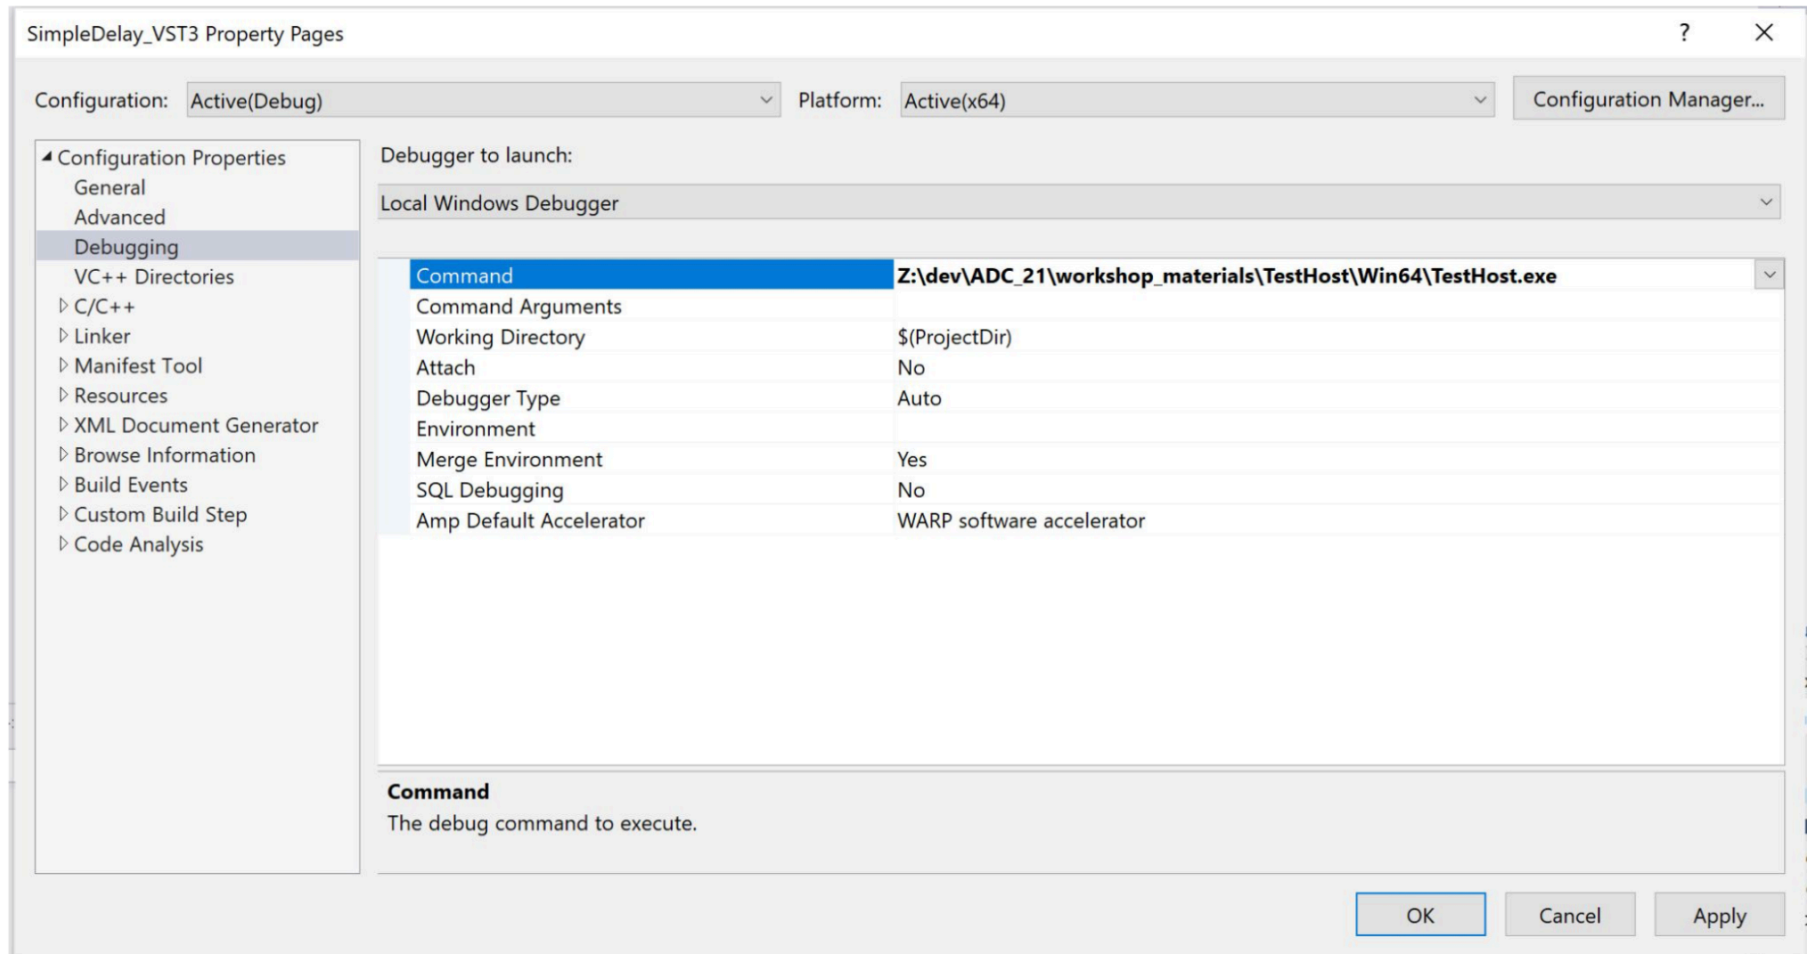 SimpleDelay_VST3 Property Pages
Configuration: Active(Debug) Platform: Active(x64) Configuration Manager...
Configuration Properties
General
Advanced
Debugging
VC++ Directories
C/C++
Linker
Manifest Tool
Resources
XML Document Generator
Browse Information
Build Events
Custom Build Step
Code Analysis
Debugger to launch:
Local Windows Debugger
Command Z:\dev\ADC_21\workshop_materials\TestHost\Win64\TestHost.exe
Command Arguments
Working Directory $(ProjectDir)
Attach No
Debugger Type Auto
Environment
Merge Environment Yes
SQL Debugging No
Amp Default Accelerator WARP software accelerator
Command
The debug command to execute.
OK Cancel Apply